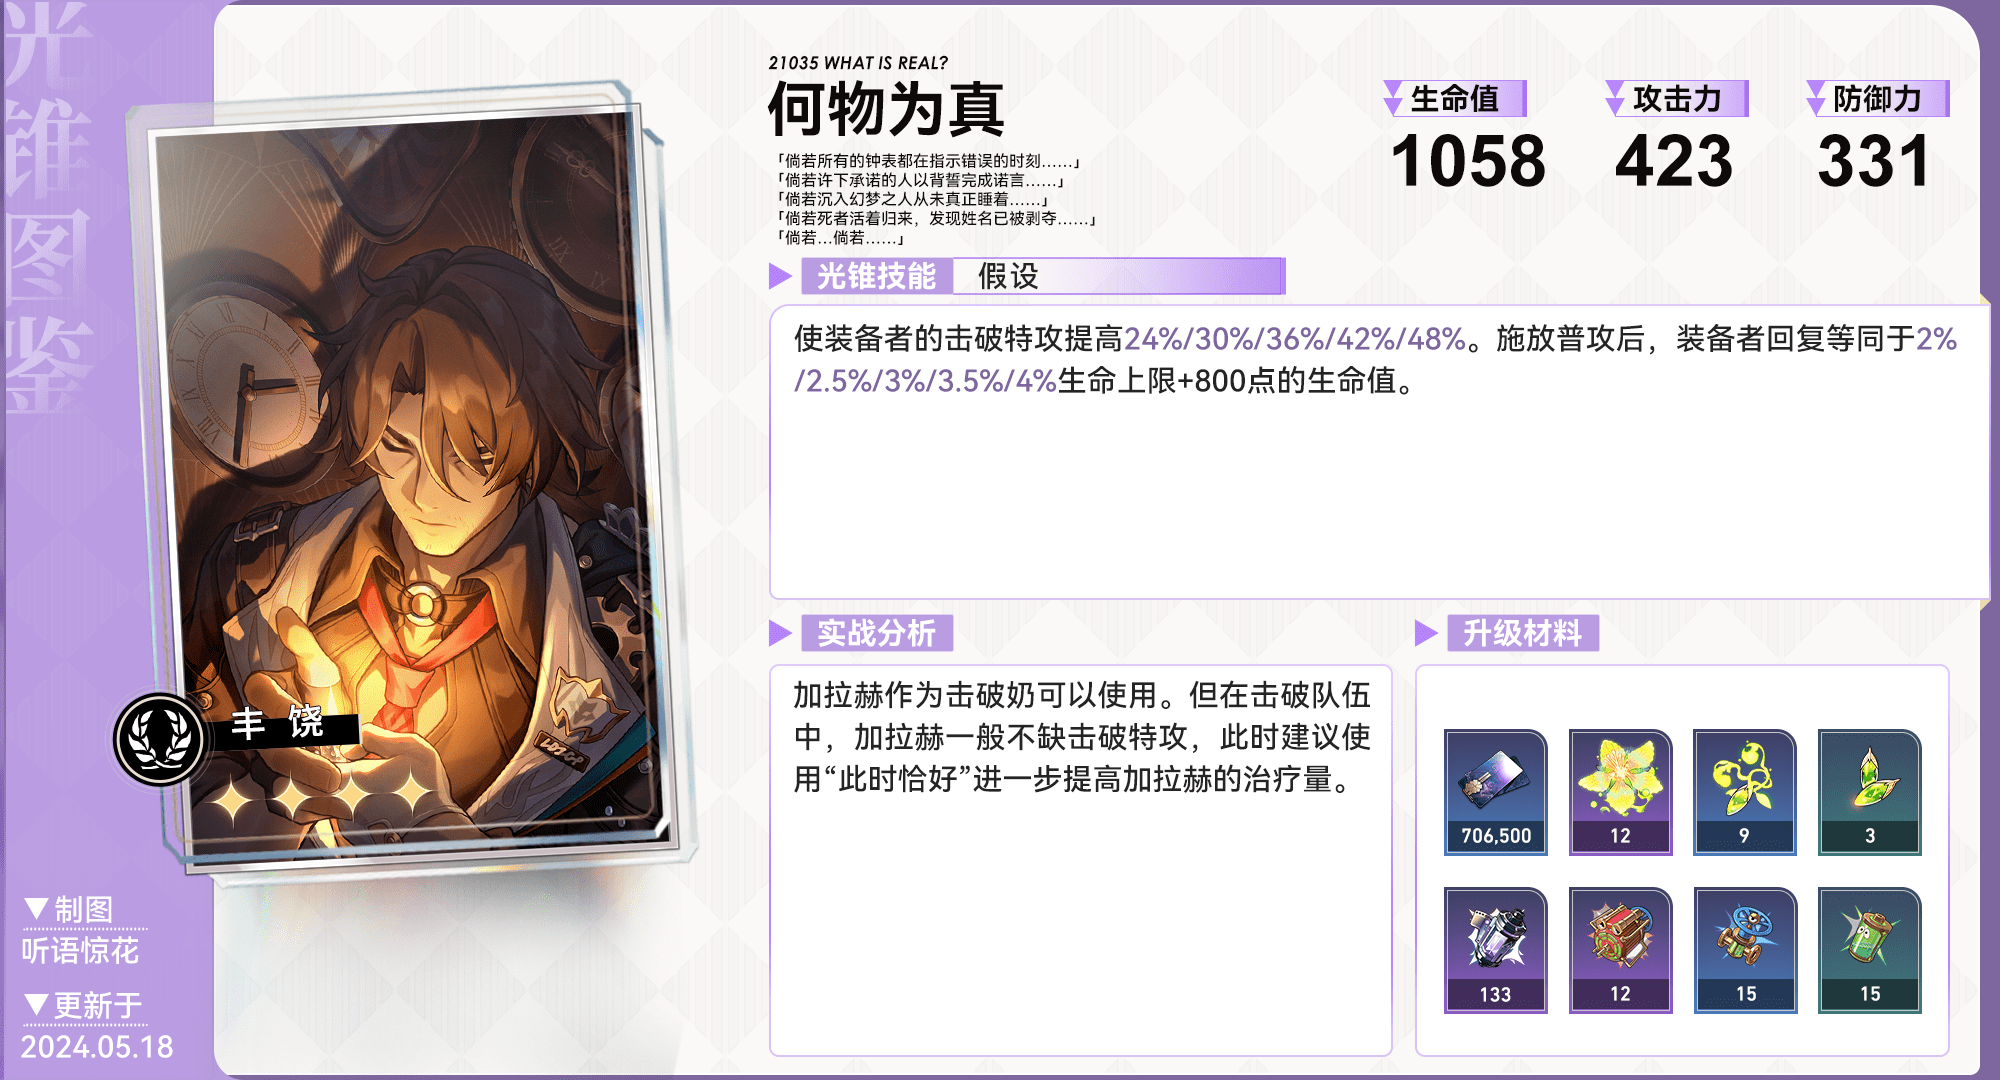 光锥图鉴
21035 WHAT IS REAL?
何物为真
「倘若所有的钟表都在指示错误的时刻……」
「倘若许下承诺的人以背誓完成诺言……」
「倘若沉入幻梦之人从未真正睡着……」
「倘若死者活着归来，发现姓名已被剥夺……」
「倘若…倘若……」
生命值
1058
攻击力
423
防御力
331
光锥技能 假设
使装备者的击破特攻提高24%/30%/36%/42%/48%。施放普攻后，装备者回复等同于2%
/2.5%/3%/3.5%/4%生命上限+800点的生命值。
丰饶
实战分析
加拉赫作为击破奶可以使用。但在击破队伍
中，加拉赫一般不缺击破特攻，此时建议使
用“此时恰好”进一步提高加拉赫的治疗量。
升级材料
706,500
12
9
3
133
12
15
15
制图
听语惊花
更新于
2024.05.18